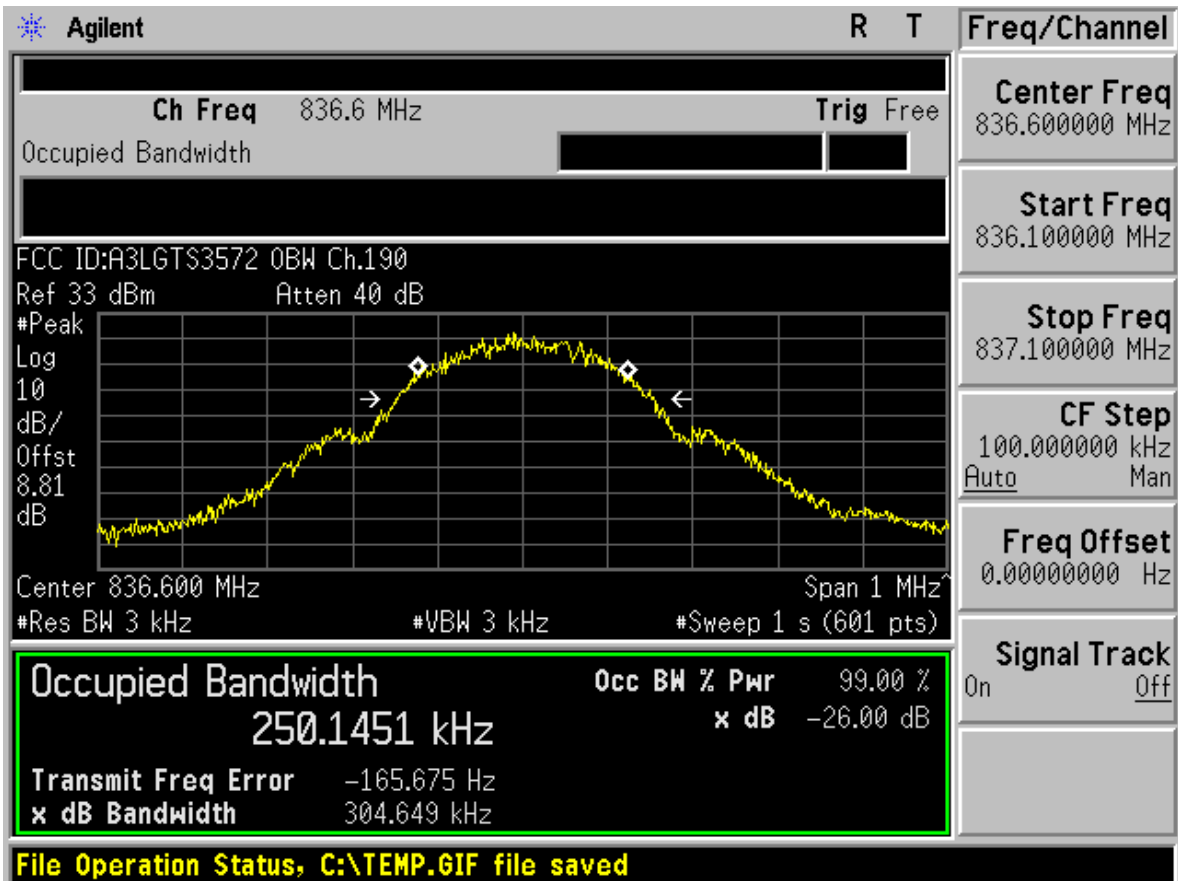 Agilent R T
Freq/Channel
Ch Freq 836.6 MHz Trig Free
Occupied Bandwidth
Center Freq
836.600000 MHz
Start Freq
836.100000 MHz
Stop Freq
837.100000 MHz
CF Step
100.000000 kHz
Auto Man
Freq Offset
0.00000000 Hz
Signal Track
On Off
FCC ID:A3LGTS3572 OBW Ch.190
Ref 33 dBm Atten 40 dB
#Peak
Log
10
dB/
Offst
8.81
dB
Center 836.600 MHz Span 1 MHz^
#Res BW 3 kHz #VBW 3 kHz #Sweep 1 s (601 pts)
Occupied Bandwidth Occ BW % Pwr 99.00 %
250.1451 kHz x dB -26.00 dB
Transmit Freq Error -165.675 Hz
x dB Bandwidth 304.649 kHz
File Operation Status, C:\TEMP.GIF file saved